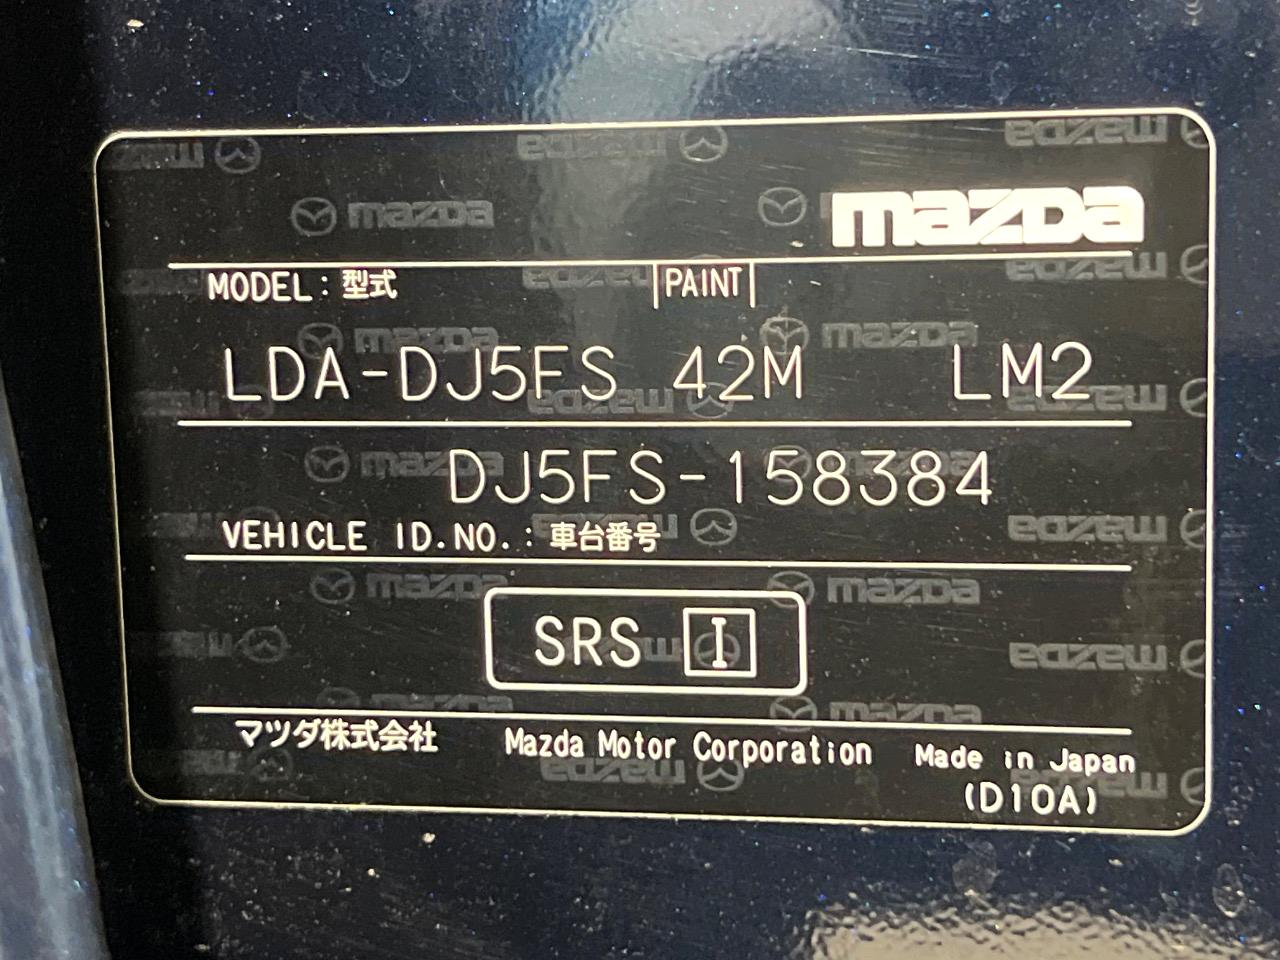 mazda
MODEL：型式 PAINT
LDA-DJ5FS 42M LM2
DJ5FS-158384
VEHICLE ID.NO.：車台番号
SRS I
マツダ株式会社 Mazda Motor Corporation Made in Japan
(D10A)